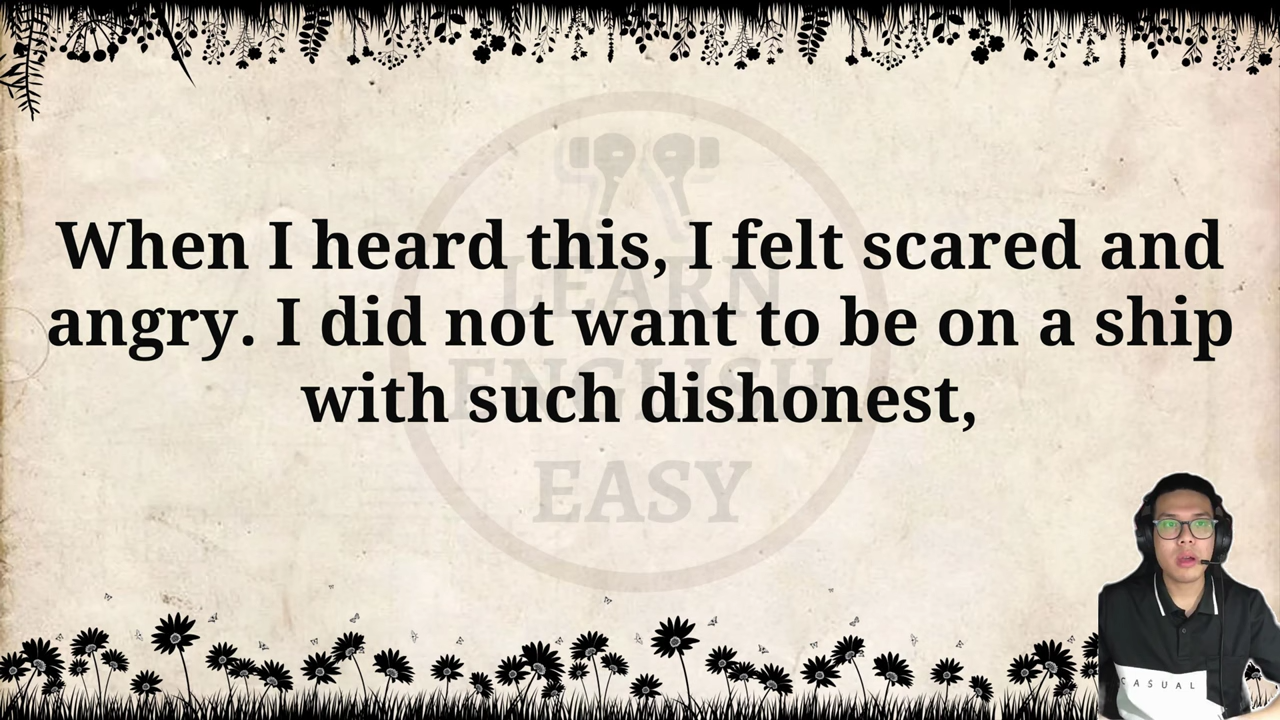 When I heard this, I felt scared and
angry. I did not want to be on a ship
with such dishonest,
LEARN
ENGLISH
EASY
CASUAL